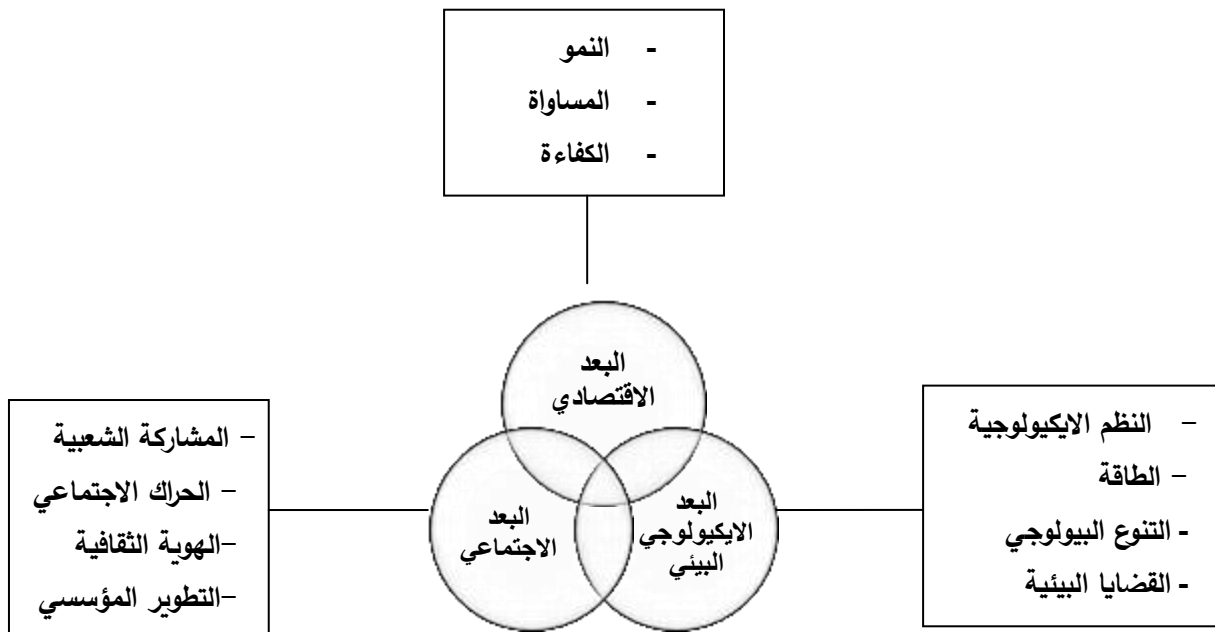 - النمو
- المساواة
- الكفاءة
البعد
الاقتصادي
- النظم الايكيولوجية
- الطاقة
- التنوع البيولوجي
- القضايا البيئية
البعد
الايكيولوجي
البيئي
البعد
الاجتماعي
- المشاركة الشعبية
- الحراك الاجتماعي
-الهوية الثقافية
-التطوير المؤسسي